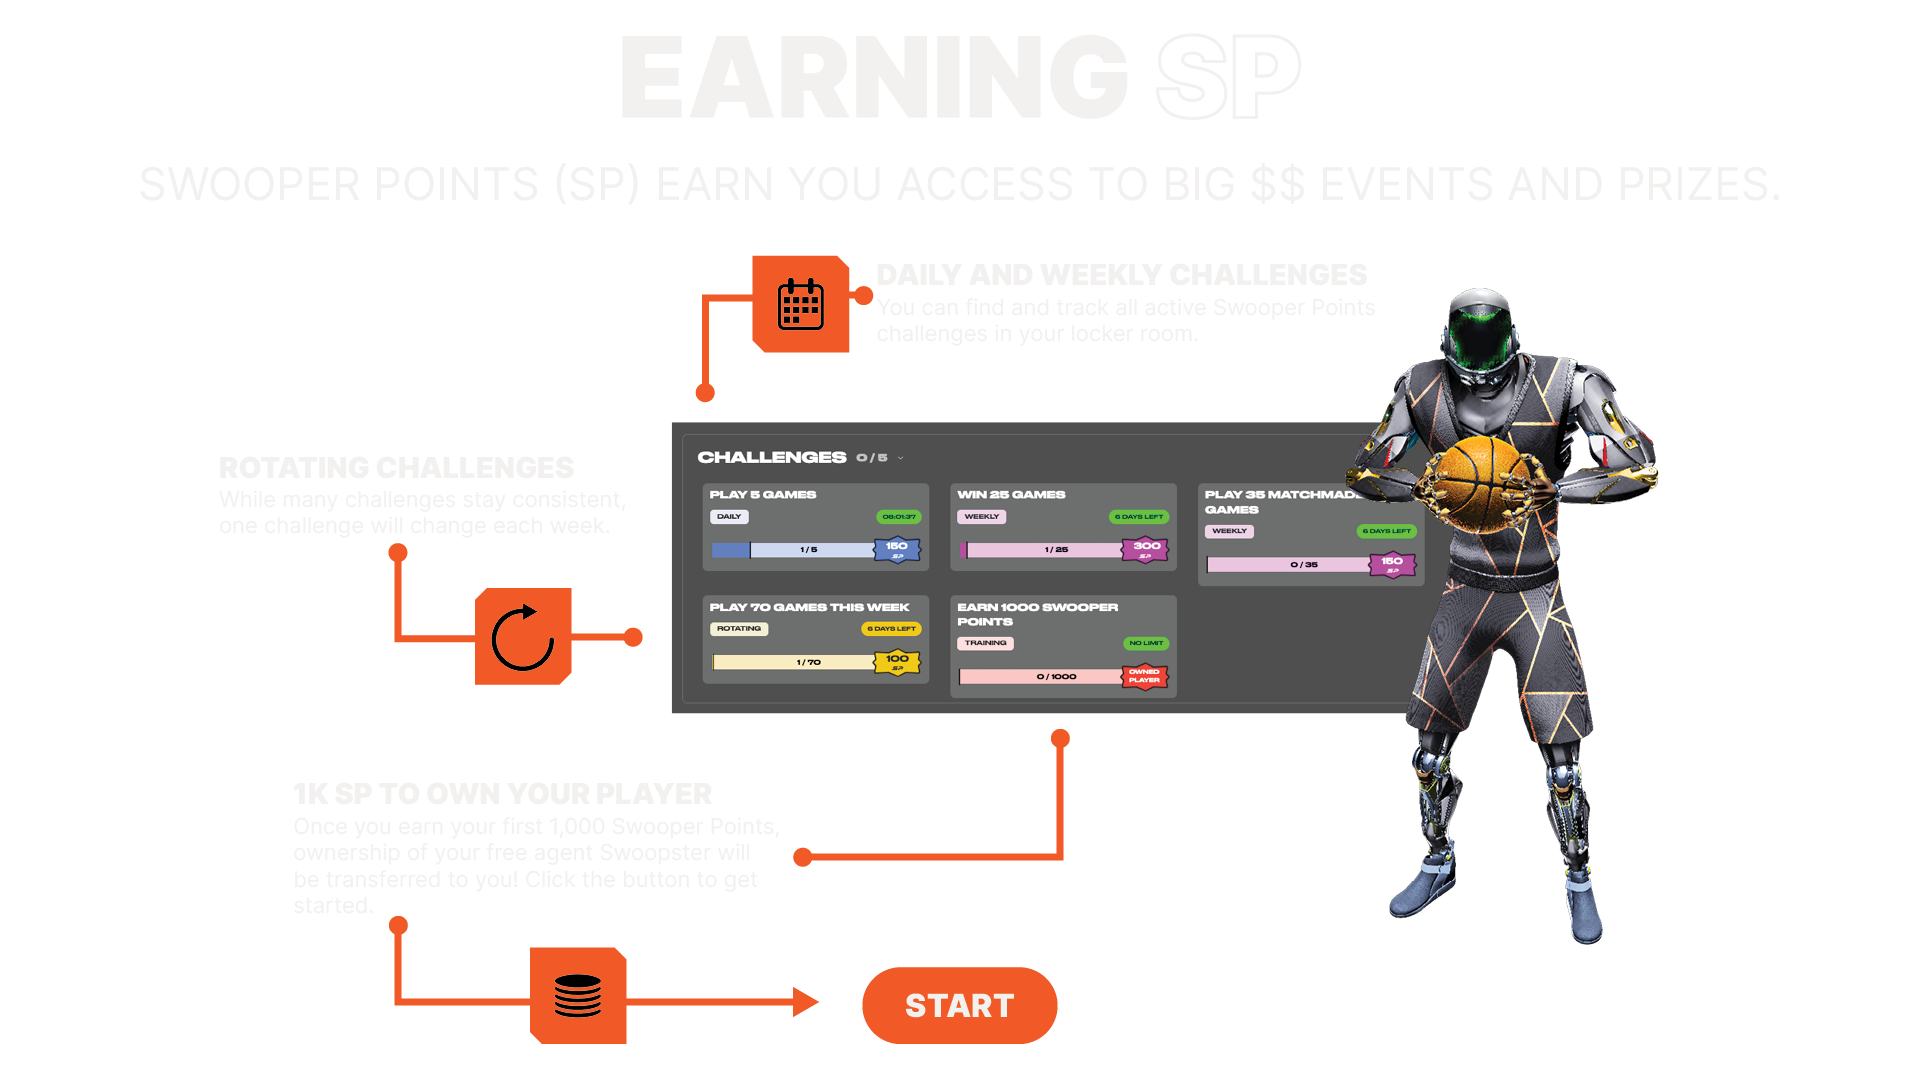 EARNING SP
SWOOPER POINTS (SP) EARN YOU ACCESS TO BIG $$ EVENTS AND PRIZES.
DAILY AND WEEKLY CHALLENGES
You can find and track all active Swooper Points
challenges in your locker room.
ROTATING CHALLENGES
While many challenges stay consistent,
one challenge will change each week.
CHALLENGES 0/5
PLAY 5 GAMES
DAILY 08:01:37
1/5 150 SP
WIN 25 GAMES
WEEKLY 6 DAYS LEFT
1/25 300 SP
PLAY 35 MATCHMADE
GAMES
WEEKLY 6 DAYS LEFT
0/35 150 SP
PLAY 70 GAMES THIS WEEK
ROTATING 6 DAYS LEFT
1/70 100 SP
EARN 1000 SWOOPER
POINTS
TRAINING NO LIMIT
0/1000 OWNED
PLAYER
1K SP TO OWN YOUR PLAYER
Once you earn your first 1,000 Swooper Points,
ownership of your free agent Swoopster will
be transferred to you! Click the button to get
started.
START